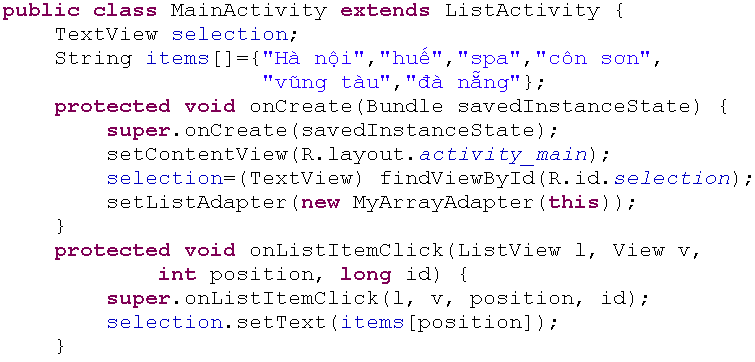 public class MainActivity extends ListActivity {
    TextView selection;
    String items[]={"Hà nội","huế","spa","côn sơn",
                    "vũng tàu","đà nẵng"};
    protected void onCreate(Bundle savedInstanceState) {
        super.onCreate(savedInstanceState);
        setContentView(R.layout.activity_main);
        selection=(TextView) findViewById(R.id.selection);
        setListAdapter(new MyArrayAdapter(this));
    }
    protected void onListItemClick(ListView l, View v,
            int position, long id) {
        super.onListItemClick(l, v, position, id);
        selection.setText(items[position]);
    }